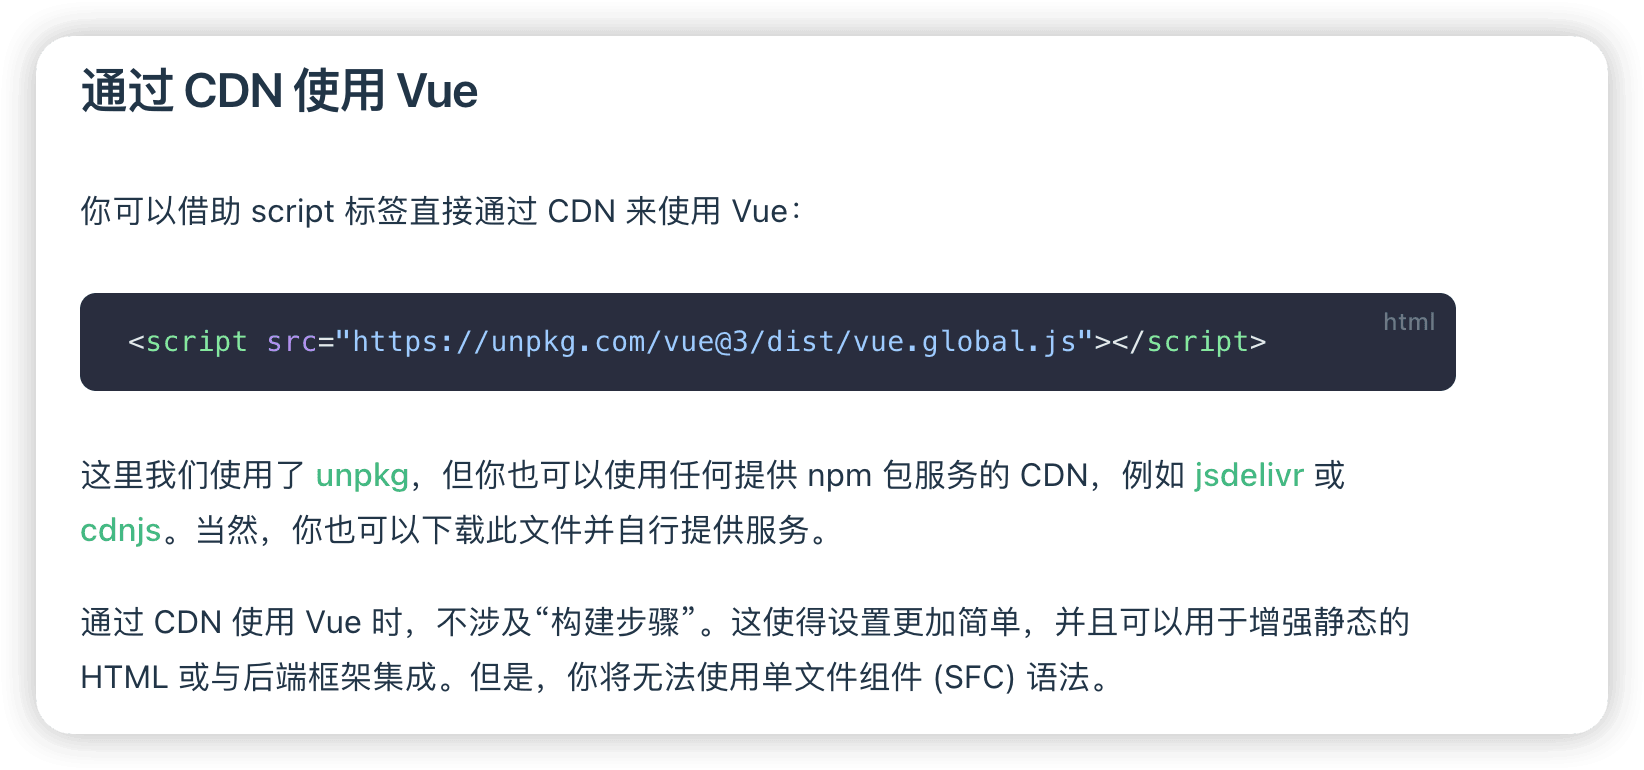 通过 CDN 使用 Vue
你可以借助 script 标签直接通过 CDN 来使用 Vue：
html
<script src="https://unpkg.com/vue@3/dist/vue.global.js"></script>
这里我们使用了 unpkg，但你也可以使用任何提供 npm 包服务的 CDN，例如 jsdelivr 或
cdnjs。当然，你也可以下载此文件并自行提供服务。
通过 CDN 使用 Vue 时，不涉及“构建步骤”。这使得设置更加简单，并且可以用于增强静态的
HTML 或与后端框架集成。但是，你将无法使用单文件组件 (SFC) 语法。